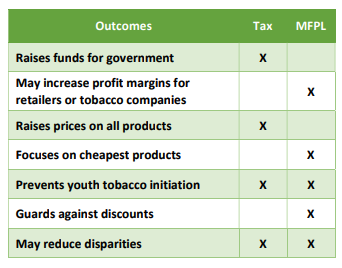 Outcomes Tax MFPL
Raises funds for government X
May increase profit margins for
retailers or tobacco companies X
Raises prices on all products X
Focuses on cheapest products X
Prevents youth tobacco initiation X X
Guards against discounts X
May reduce disparities X X